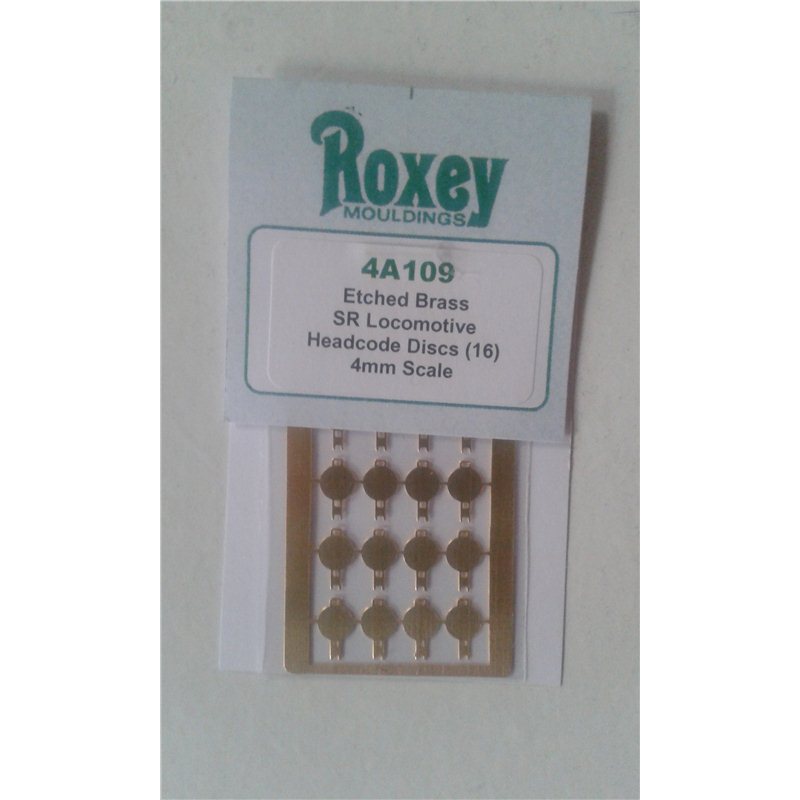 Roxey
MOULDINGS
4A109
Etched Brass
SR Locomotive
Headcode Discs (16)
4mm Scale